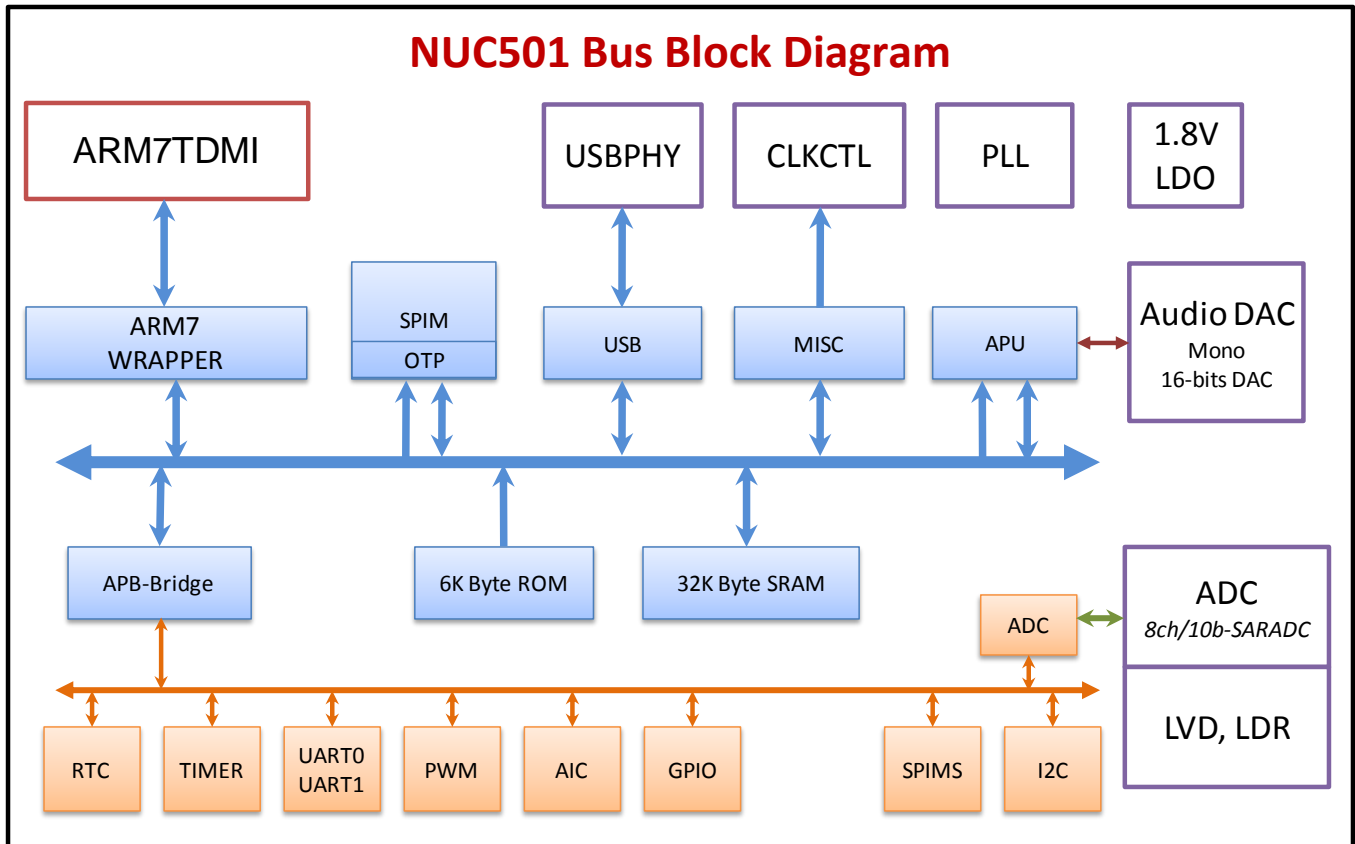 NUC501 Bus Block Diagram
ARM7TDMI
USBPHY
CLKCTL
PLL
1.8V
LDO
ARM7
WRAPPER
SPIM
OTP
USB
MISC
APU
Audio DAC
Mono
16-bits DAC
APB-Bridge
6K Byte ROM
32K Byte SRAM
ADC
ADC
8ch/10b-SARADC
LVD, LDR
RTC
TIMER
UART0
UART1
PWM
AIC
GPIO
SPIMS
I2C